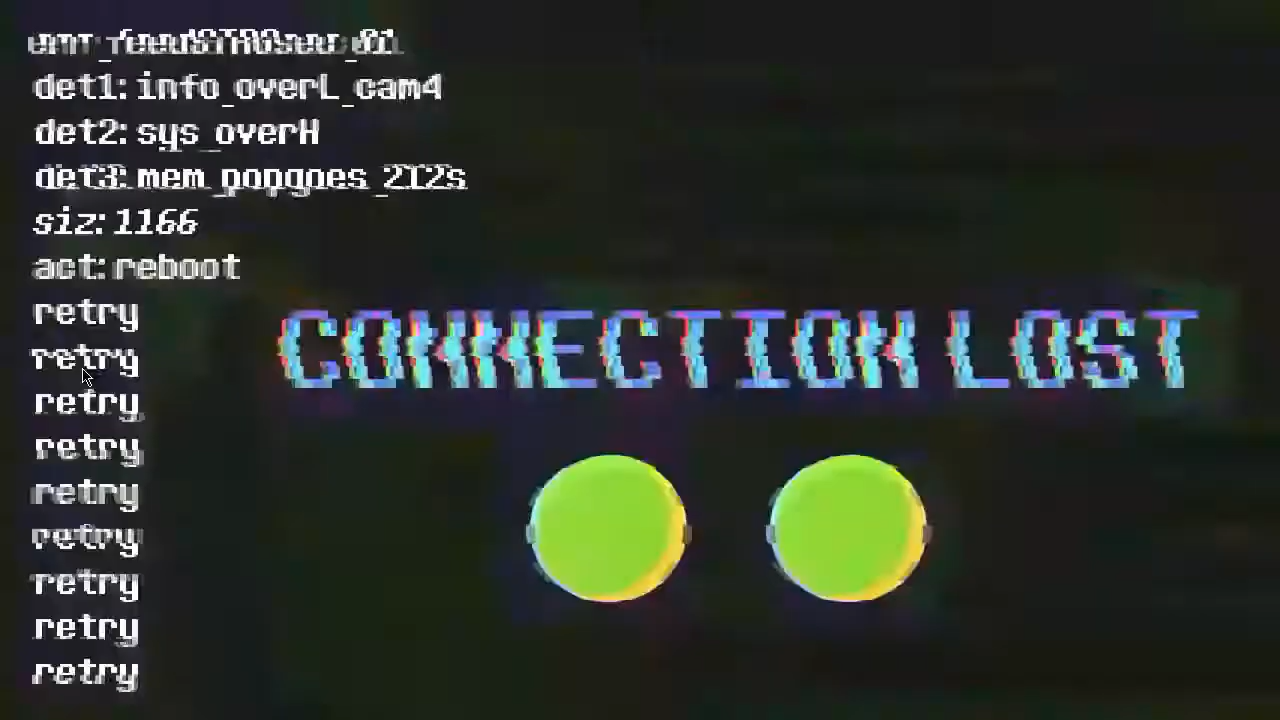 det1: info_overL_cam4
det2: sys_overH
det3: mem_popgoes_2T2s
siz: 1166
act: reboot
retry
retry
CONNECTION LOST
retry
retry
retry
retry
retry
retry
retry